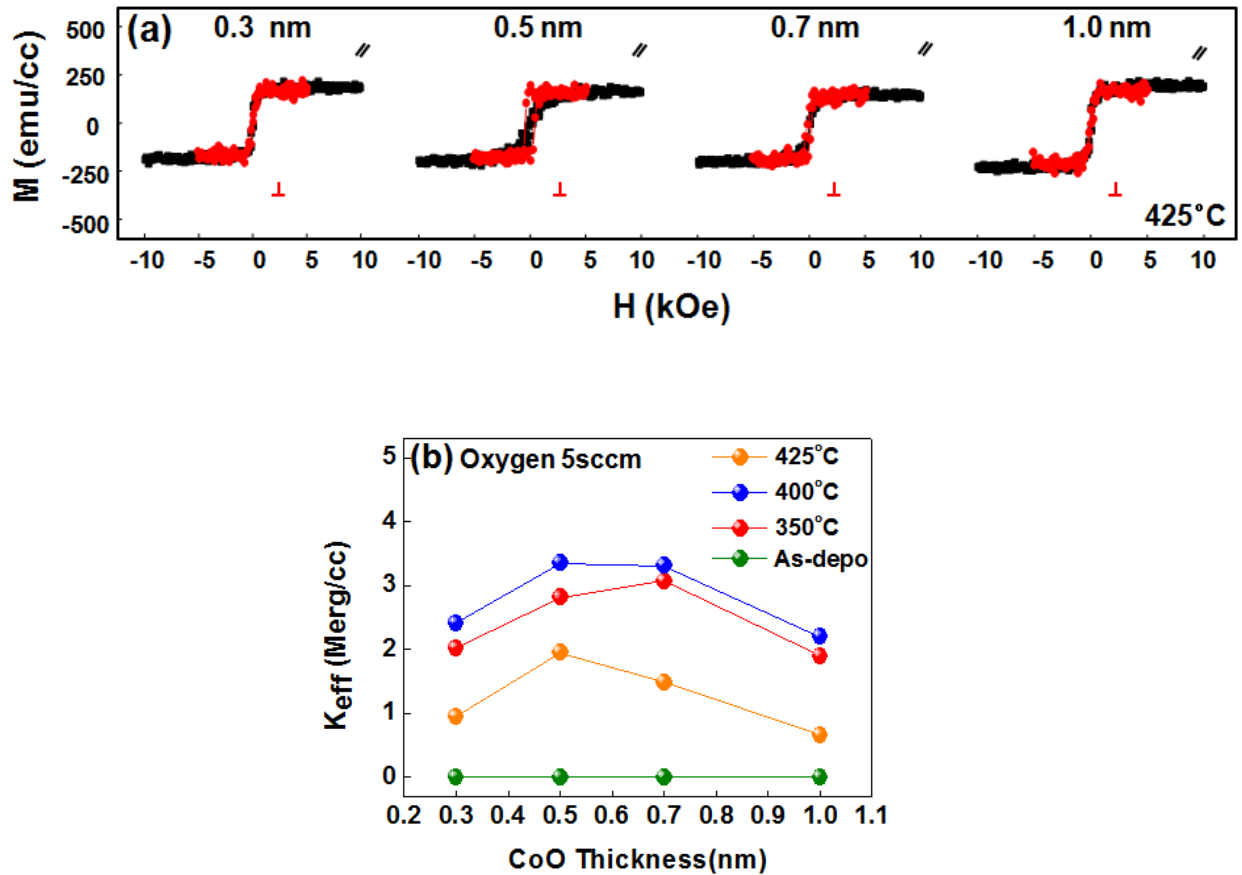 (a) 0.3 nm 0.5 nm 0.7 nm 1.0 nm
500
250
0
-250
-500
M (emu/cc)
// // // //
⊥ ⊥ ⊥ ⊥
425°C
-10 -5 0 5 10 -10 -5 0 5 10 -10 -5 0 5 10 -10 -5 0 5 10
H (kOe)
(b) Oxygen 5sccm
425°C
400°C
350°C
As-depo
5
4
3
2
1
0
Keff (Merg/cc)
0.2 0.3 0.4 0.5 0.6 0.7 0.8 0.9 1.0 1.1
CoO Thickness(nm)